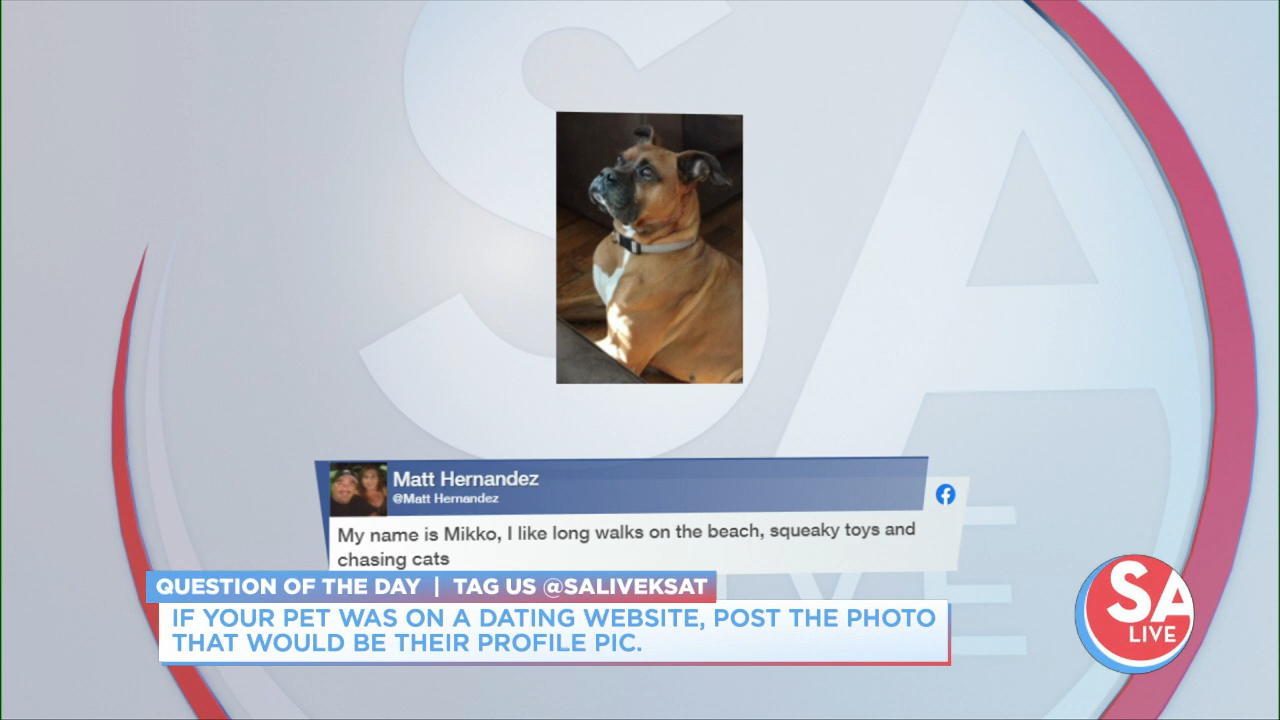 SA
Matt Hernandez
@Matt Hernandez
My name is Mikko, I like long walks on the beach, squeaky toys and
chasing cats
QUESTION OF THE DAY | TAG US @SALIVEKSAT
IF YOUR PET WAS ON A DATING WEBSITE, POST THE PHOTO
THAT WOULD BE THEIR PROFILE PIC.
SA
LIVE